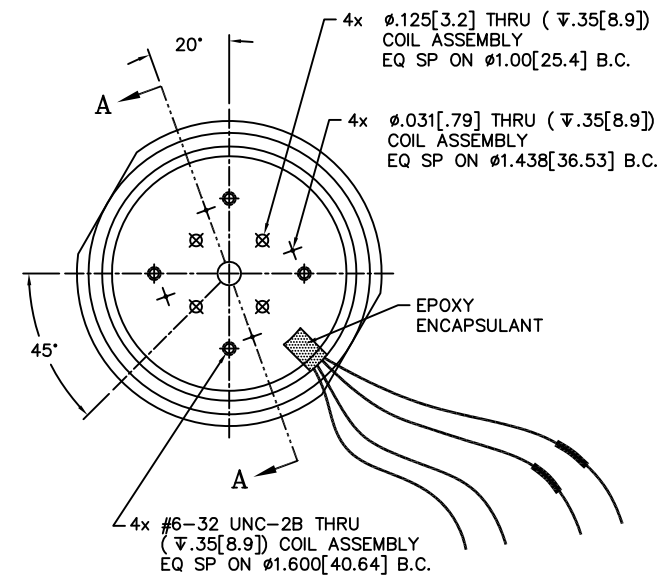 4x ø.125[3.2] THRU (↧.35[8.9])
COIL ASSEMBLY
EQ SP ON ø1.00[25.4] B.C.
20°
A
4x ø.031[.79] THRU (↧.35[8.9])
COIL ASSEMBLY
EQ SP ON ø1.438[36.53] B.C.
EPOXY
ENCAPSULANT
45°
A
4x #6-32 UNC-2B THRU
(↧.35[8.9]) COIL ASSEMBLY
EQ SP ON ø1.600[40.64] B.C.